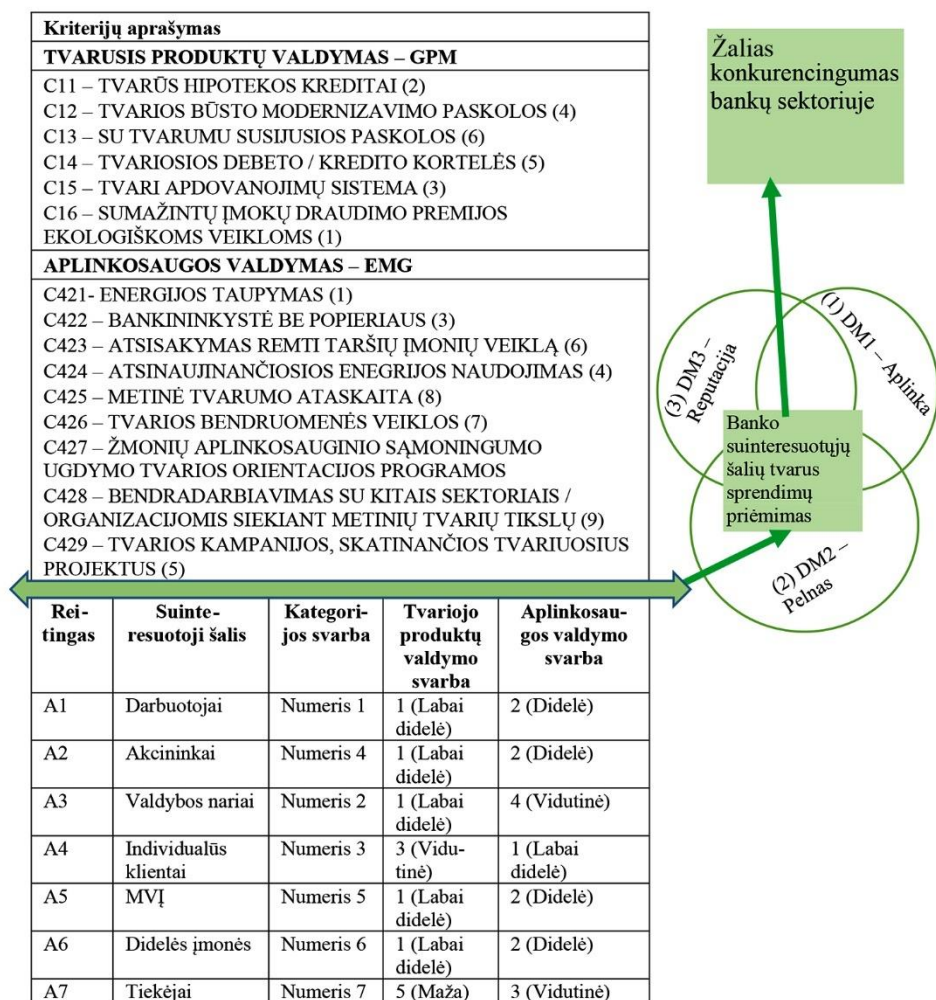 Kriterijų aprašymas
TVARUSIS PRODUKTŲ VALDYMAS – GPM
C11 – TVARŪS HIPOTEKOS KREDITAI (2)
C12 – TVARIOS BŪSTO MODERNIZAVIMO PASKOLOS (4)
C13 – SU TVARUMU SUSIJUSIOS PASKOLOS (6)
C14 – TVARIOSIOS DEBETO / KREDITO KORTELĖS (5)
C15 – TVARI APDOVANOJIMŲ SISTEMA (3)
C16 – SUMAŽINTŲ ĮMOKŲ DRAUDIMO PREMIJOS
EKOLOGIŠKOMS VEIKLOMS (1)
APLINKOSAUGOS VALDYMAS – EMG
C421- ENERGIJOS TAUPYMAS (1)
C422 – BANKININKYSTĖ BE POPIERIAUS (3)
C423 – ATSISAKYMAS REMTI TARŠIŲ ĮMONIŲ VEIKLĄ (6)
C424 – ATSINAUJINANČIOSIOS ENEGRIJOS NAUDOJIMAS (4)
C425 – METINĖ TVARUMO ATASKAITA (8)
C426 – TVARIOS BENDRUOMENĖS VEIKLOS (7)
C427 – ŽMONIŲ APLINKOSAUGINIO SĄMONINGUMO
UGDYMO TVARIOS ORIENTACIJOS PROGRAMOS
C428 – BENDRADARBIAVIMAS SU KITAIS SEKTORIAIS /
ORGANIZACIJOMIS SIEKIANT METINIŲ TVARIŲ TIKSLŲ (9)
C429 – TVARIOS KAMPANIJOS, SKATINANČIOS TVARIUOSIUS
PROJEKTUS (5)
Žalias
konkurencingumas
bankų sektoriuje
(3) DM3 –
Reputacija
(1) DM1 – Aplinka
Banko
suinteresuotųjų
šalių tvarus
sprendimų
priėmimas
(2) DM2 –
Pelnas
Rei-
tingas
Suinte-
resuotoji šalis
Kategori-
jos svarba
Tvariojo
produktų
valdymo
svarba
Aplinkosau-
gos valdymo
svarba
A1 Darbuotojai Numeris 1 1 (Labai 2 (Didelė)
didelė)
A2 Akcininkai Numeris 4 1 (Labai 2 (Didelė)
didelė)
A3 Valdybos nariai Numeris 2 1 (Labai 4 (Vidutinė)
didelė)
A4 Individualūs Numeris 3 3 (Vidu- 1 (Labai
klientai tinė) didelė)
A5 MVĮ Numeris 5 1 (Labai 2 (Didelė)
didelė)
A6 Didelės įmonės Numeris 6 1 (Labai 2 (Didelė)
didelė)
A7 Tiekėjai Numeris 7 5 (Maža) 3 (Vidutinė)